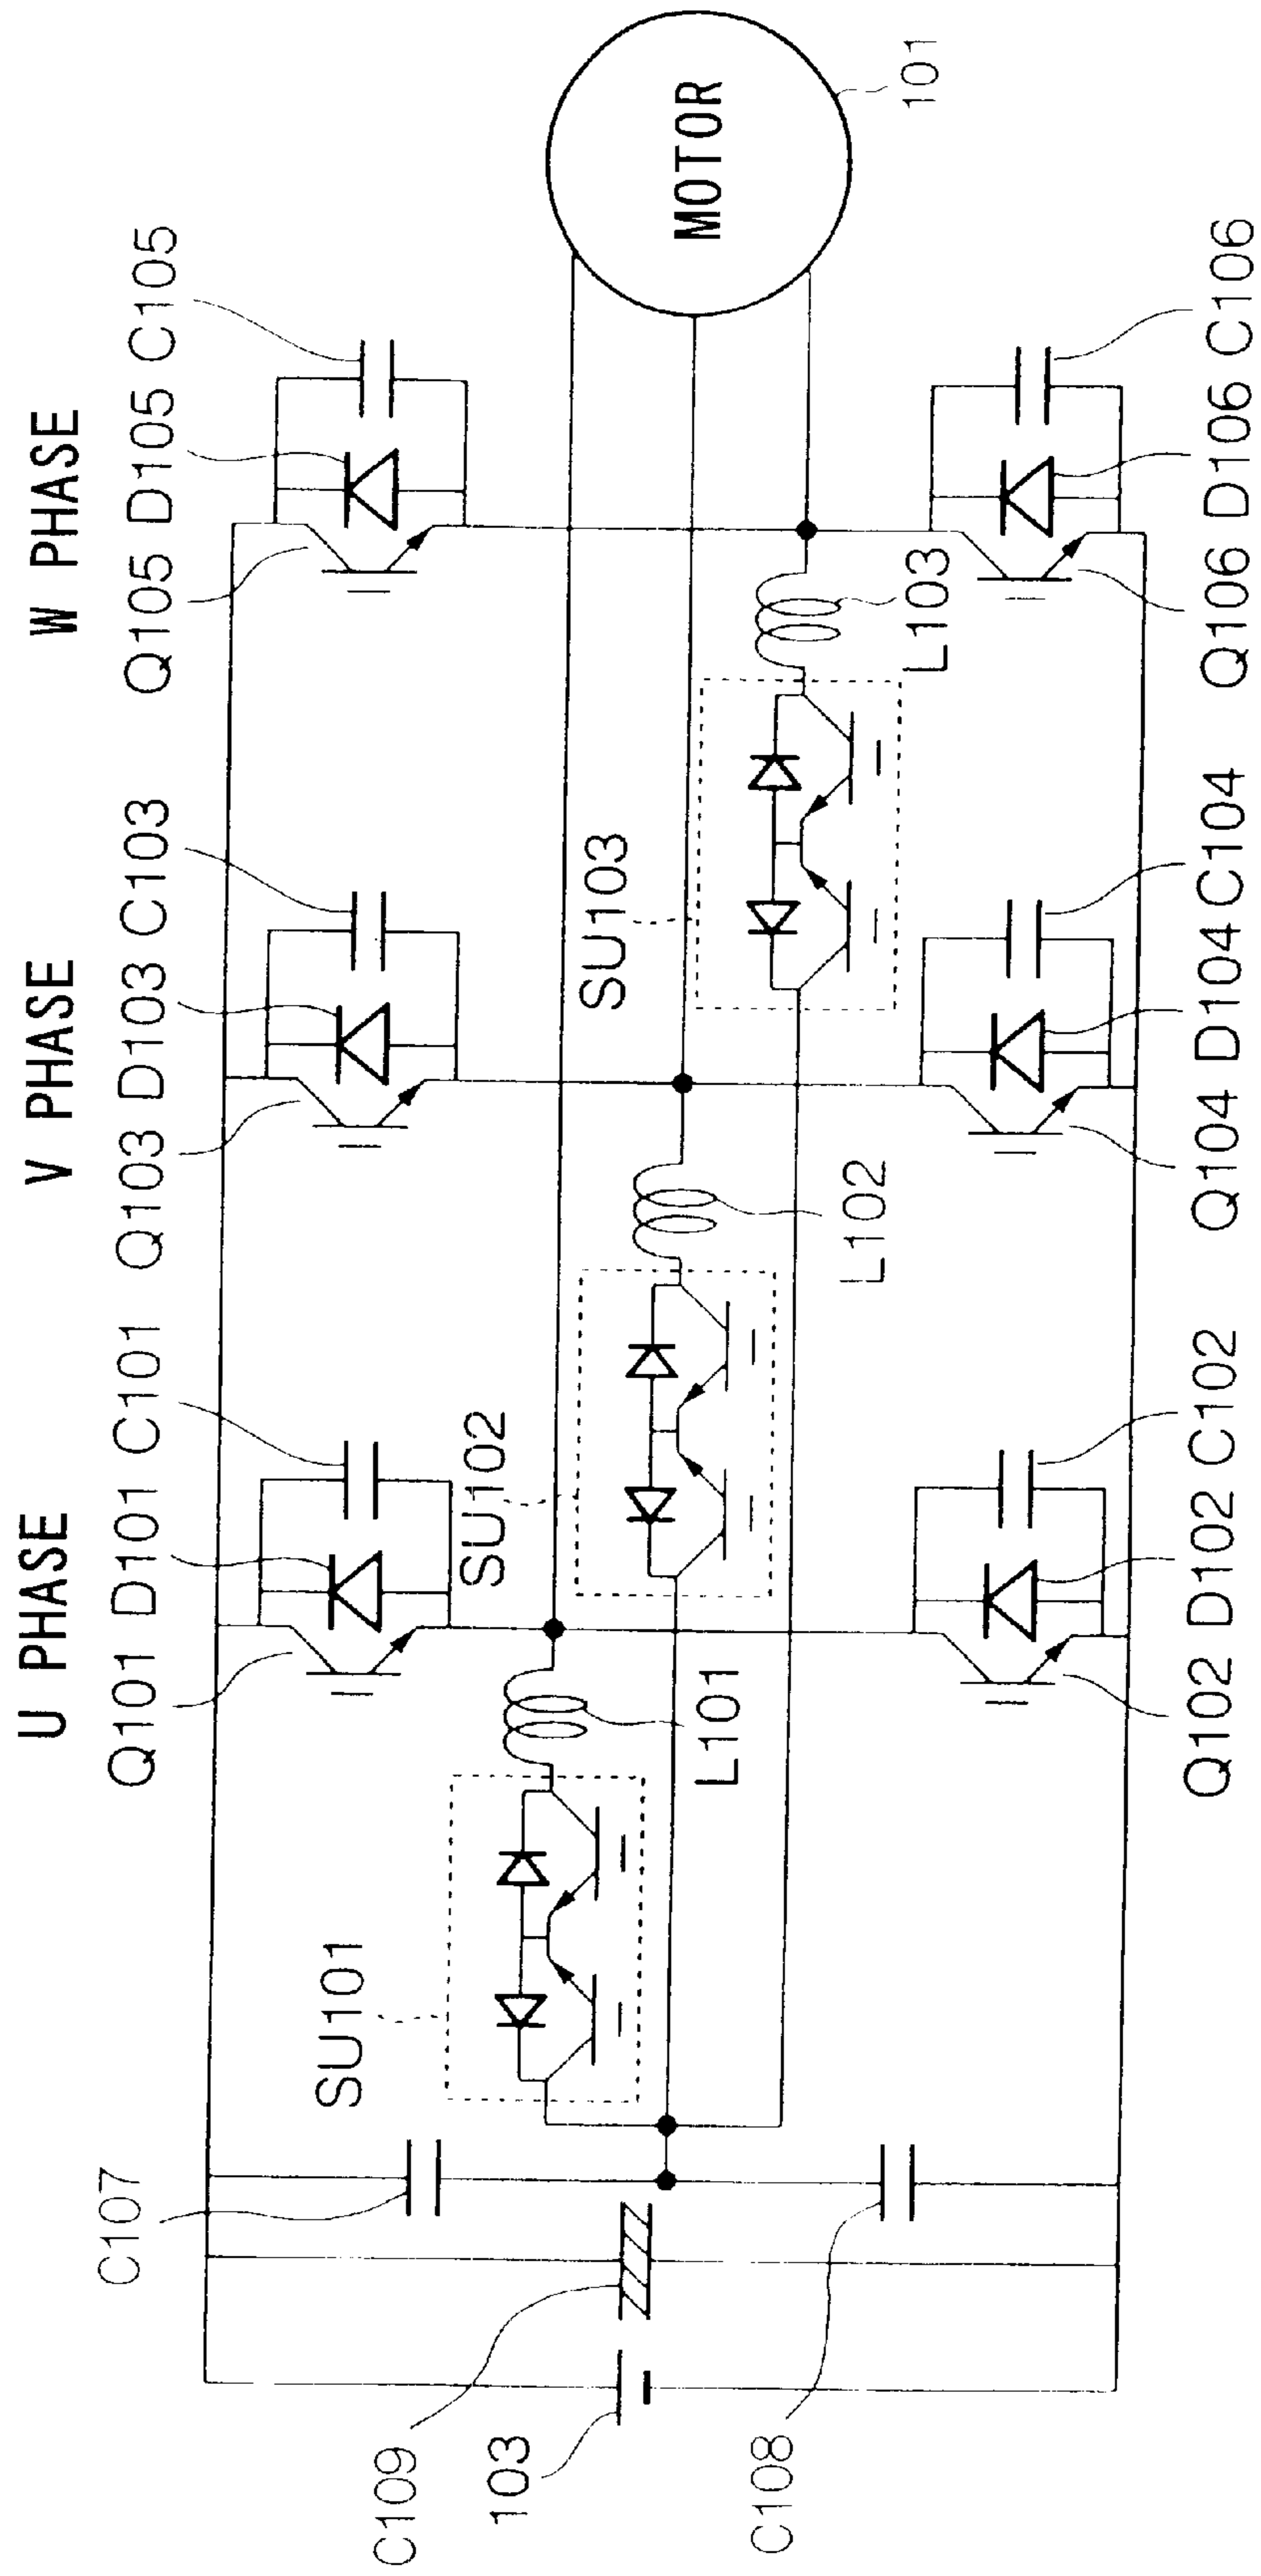 U PHASE
V PHASE
W PHASE
Q101 D101 C101
Q103 D103 C103
Q105 D105 C105
C107
SU101
SU102
SU103
MOTOR
101
L101
L102
L103
C109
103
C108
Q102 D102 C102
Q104 D104 C104
Q106 D106 C106